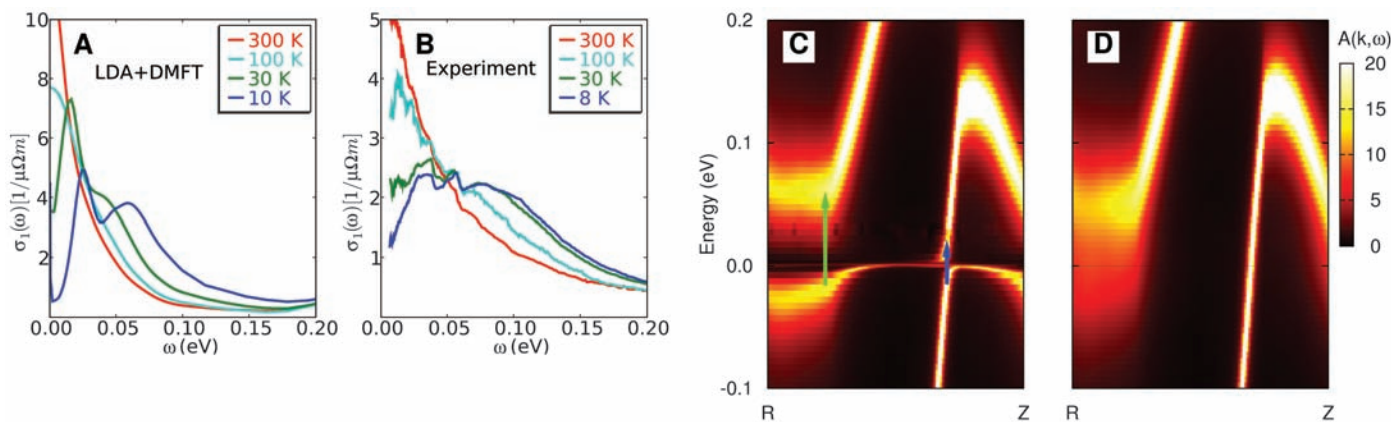 A
LDA+DMFT
300 K
100 K
30 K
10 K
σ₁(ω)[1/μΩm]
10
8
6
4
2
0.00 0.05 0.10 0.15 0.20
ω (eV)
B
Experiment
300 K
100 K
30 K
8 K
σ₁(ω)[1/μΩm]
5
4
3
2
1
0.00 0.05 0.10 0.15 0.20
ω (eV)
C
Energy (eV)
0.2
0.1
0.0
-0.1
R Z
D
R Z
A(k,ω)
20
15
10
5
0